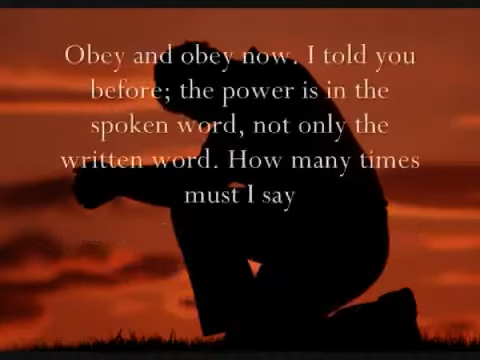 Obey and obey now. I told you
before; the power is in the
spoken word, not only the
written word. How many times
must I say